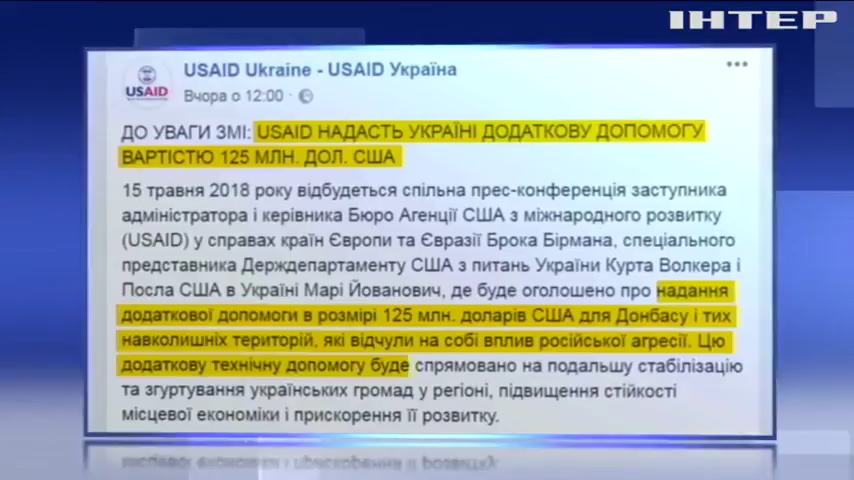 ІНТЕР
USAID
USAID Ukraine - USAID Україна
Вчора о 12:00 ·
ДО УВАГИ ЗМІ: USAID НАДАСТЬ УКРАЇНІ ДОДАТКОВУ ДОПОМОГУ
ВАРТІСТЮ 125 МЛН. ДОЛ. США
15 травня 2018 року відбудеться спільна прес-конференція заступника
адміністратора і керівника Бюро Агенції США з міжнародного розвитку
(USAID) у справах країн Європи та Євразії Брока Бірмана, спеціального
представника Держдепартаменту США з питань України Курта Волкера і
Посла США в Україні Марі Йованович, де буде оголошено про надання
додаткової допомоги в розмірі 125 млн. доларів США для Донбасу і тих
навколишніх територій, які відчули на собі вплив російської агресії. Цю
додаткову технічну допомогу буде спрямовано на подальшу стабілізацію
та згуртування українських громад у регіоні, підвищення стійкості
місцевої економіки і прискорення її розвитку.